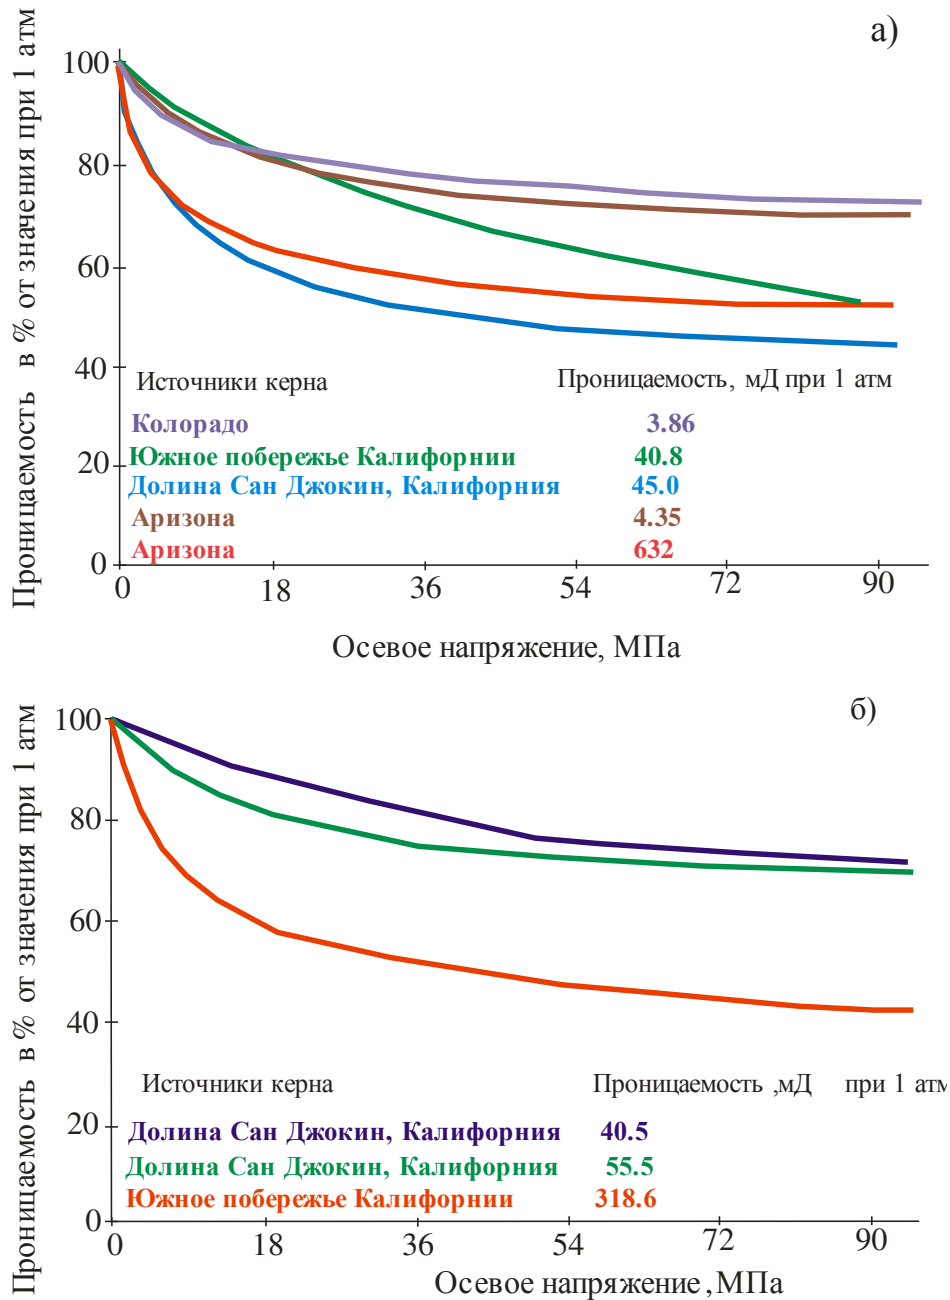 а)
Проницаемость в % от значения при 1 атм
100
80
60
40
20
0
Источники керна Проницаемость, мД при 1 атм
Колорадо 3.86
Южное побережье Калифорнии 40.8
Долина Сан Джокин, Калифорния 45.0
Аризона 4.35
Аризона 632
0 18 36 54 72 90
Осевое напряжение, МПа
б)
Проницаемость в % от значения при 1 атм
100
80
60
40
20
0
Источники керна Проницаемость ,мД при 1 атм
Долина Сан Джокин, Калифорния 40.5
Долина Сан Джокин, Калифорния 55.5
Южное побережье Калифорнии 318.6
0 18 36 54 72 90
Осевое напряжение ,МПа